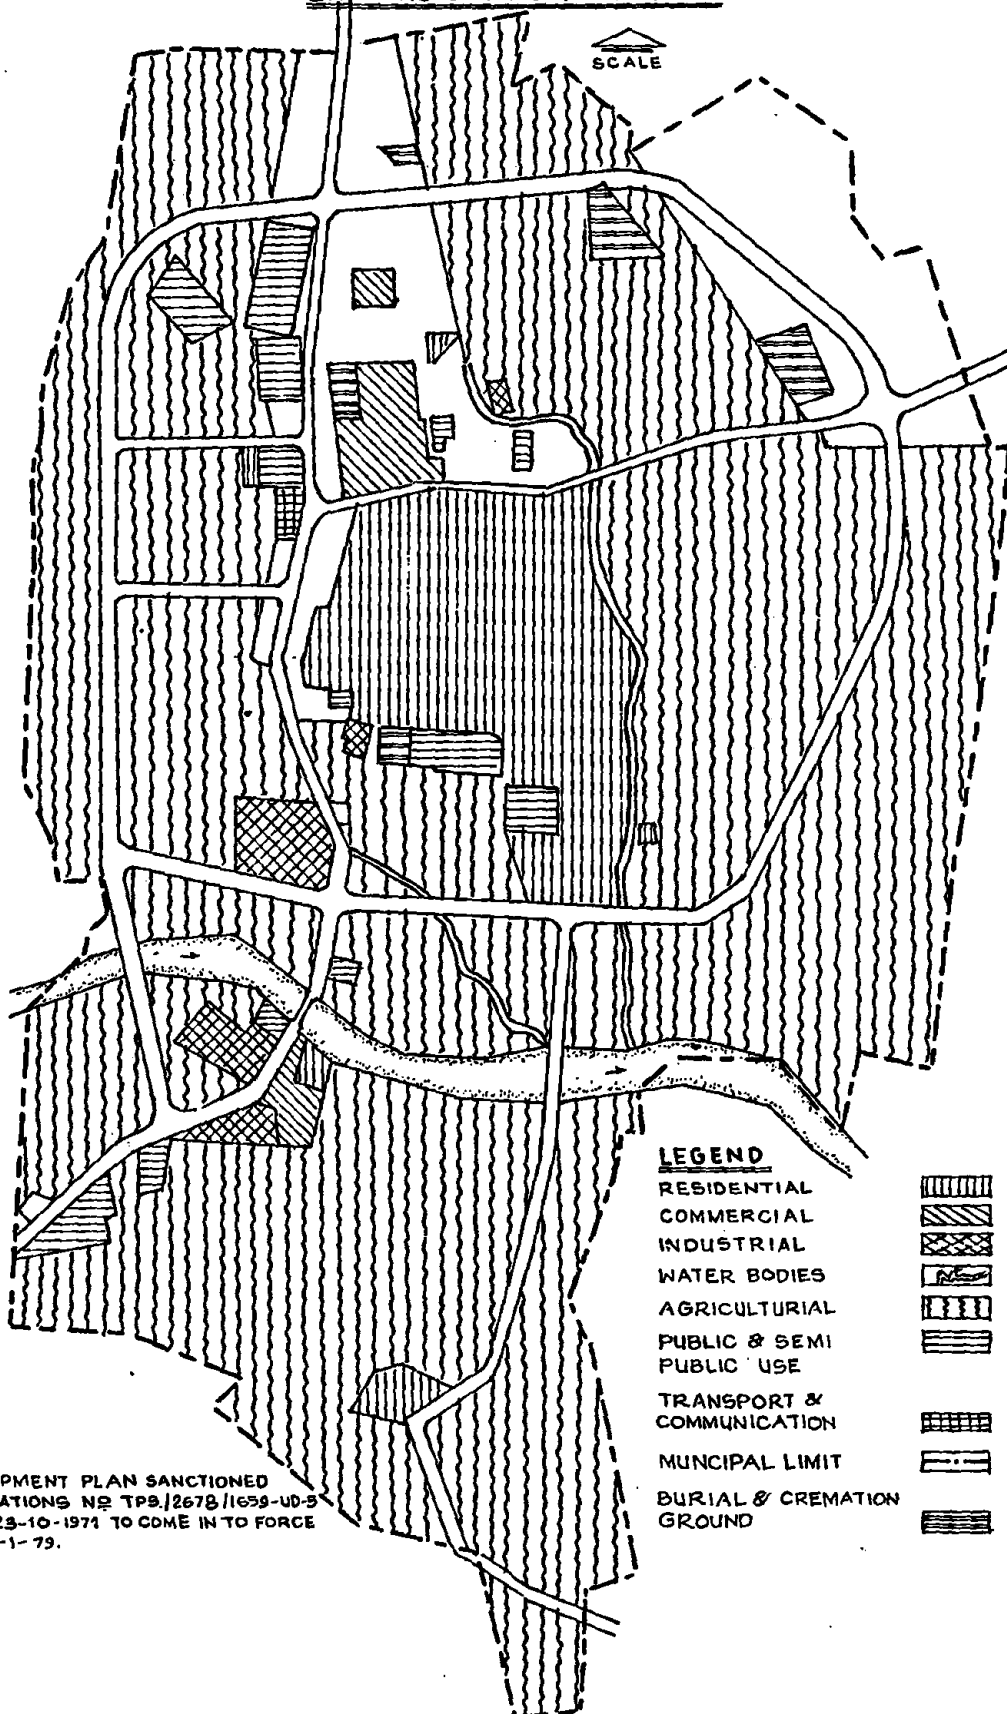 SCALE
LEGEND
RESIDENTIAL
COMMERCIAL
INDUSTRIAL
WATER BODIES
AGRICULTURIAL
PUBLIC & SEMI
PUBLIC USE
TRANSPORT &
COMMUNICATION
MUNCIPAL LIMIT
BURIAL & CREMATION
GROUND
PMENT PLAN SANCTIONED
ATIONS NO TPS./2678/1659-UD-5
23-10-1971 TO COME IN TO FORCE
-1-79.